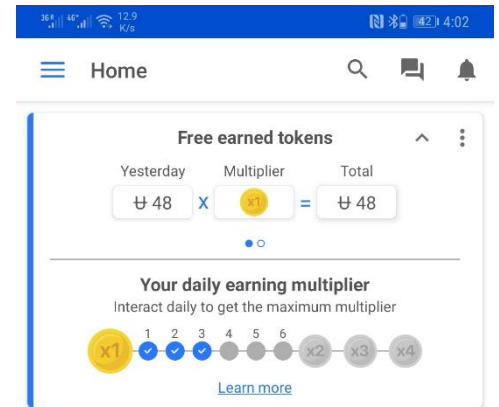 36% 46+ 12.9 K/s 42 4:02
Home
Free earned tokens
Yesterday Multiplier Total
Ʉ 48 x x1 = Ʉ 48
Your daily earning multiplier
Interact daily to get the maximum multiplier
1 2 3 4 5 6
x1 x2 x3 x4
Learn more